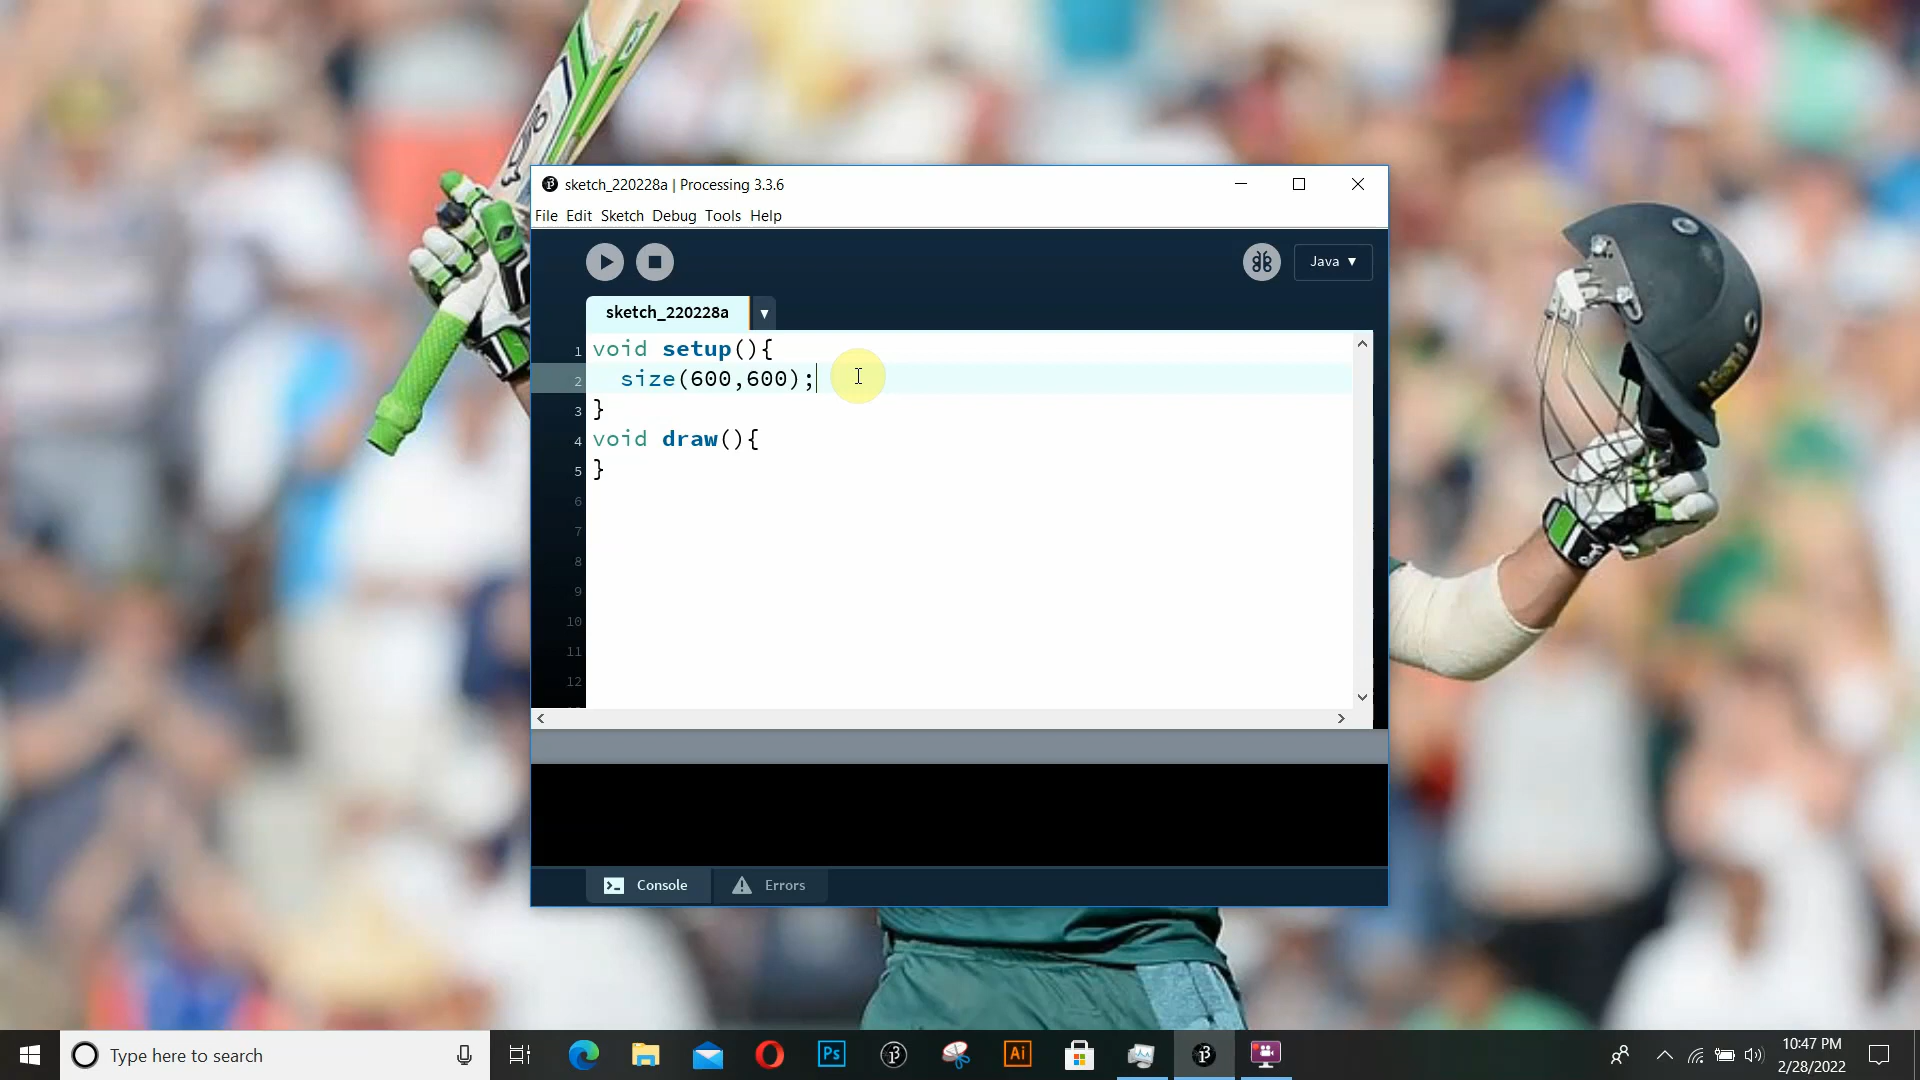 sketch_220228a | Processing 3.3.6
File Edit Sketch Debug Tools Help
Java ▼
sketch_220228a ▼
1 void setup(){
2 size(600,600);
3 }
4 void draw(){
5 }
6
7
8
9
10
11
12
Console Errors
Type here to search
Ps
Ai
10:47 PM
2/28/2022